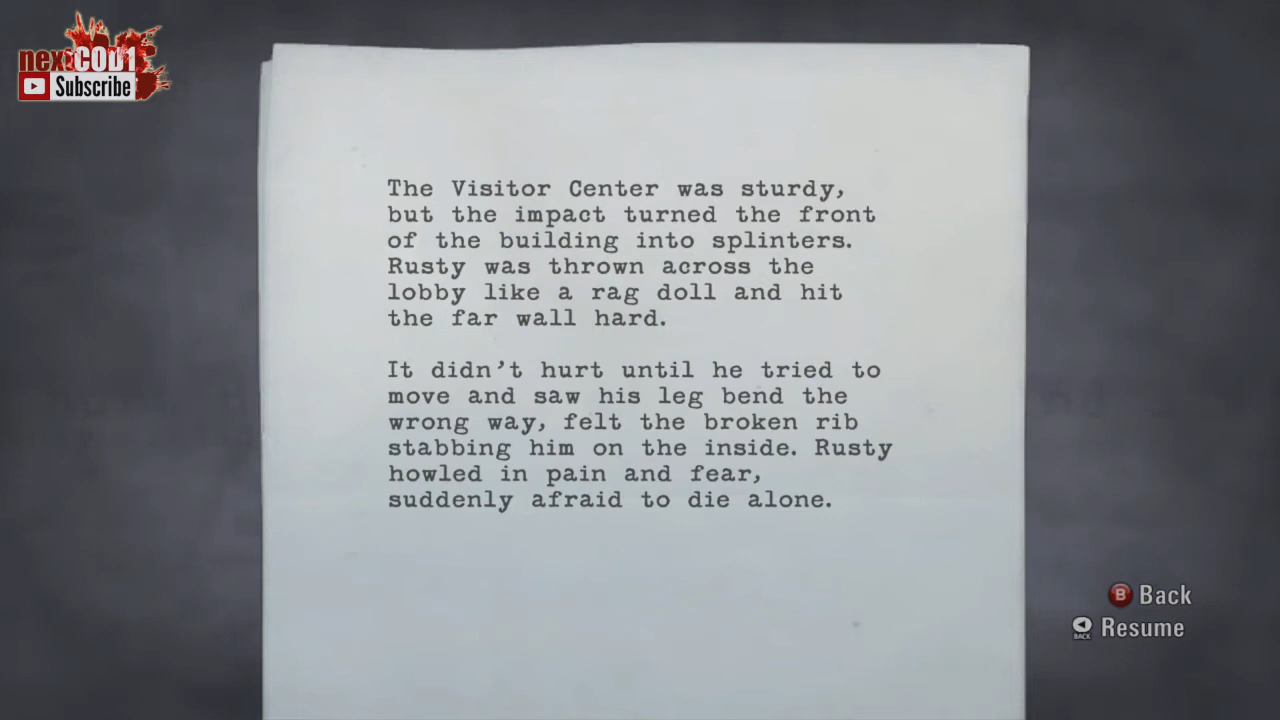 nextCOD1
Subscribe
The Visitor Center was sturdy,
but the impact turned the front
of the building into splinters.
Rusty was thrown across the
lobby like a rag doll and hit
the far wall hard.
It didn't hurt until he tried to
move and saw his leg bend the
wrong way, felt the broken rib
stabbing him on the inside. Rusty
howled in pain and fear,
suddenly afraid to die alone.
B Back
BACK Resume